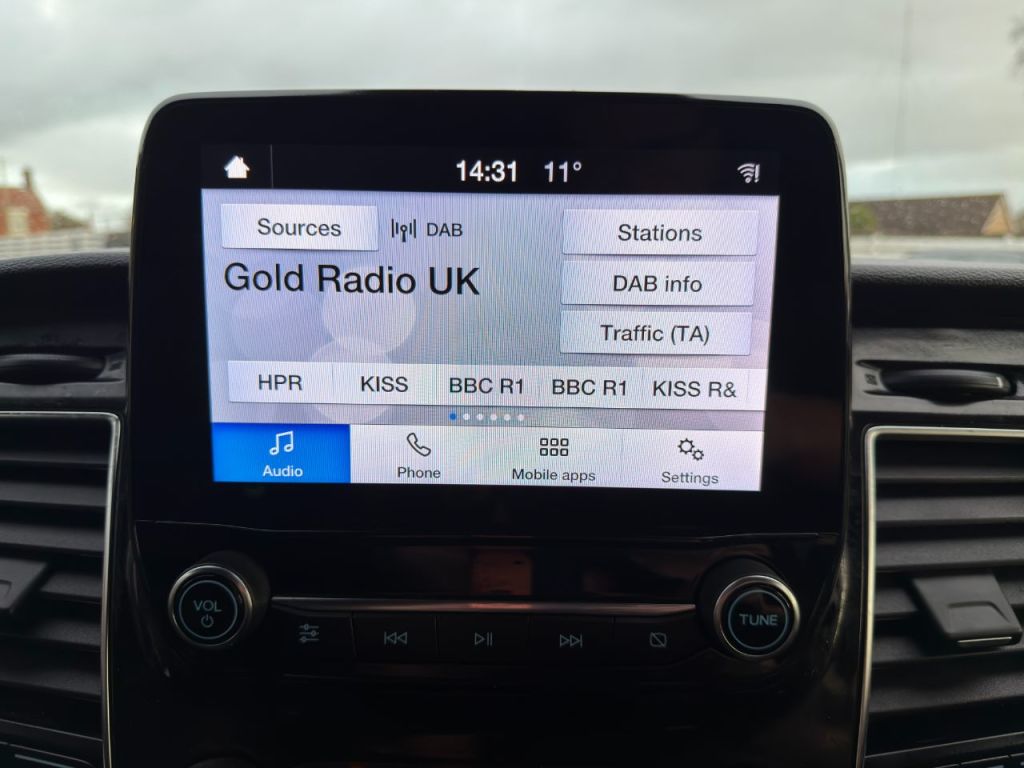 14:31 11°
Sources DAB Stations
Gold Radio UK DAB info
Traffic (TA)
HPR KISS BBC R1 BBC R1 KISS R&
Audio Phone Mobile apps Settings
VOL TUNE